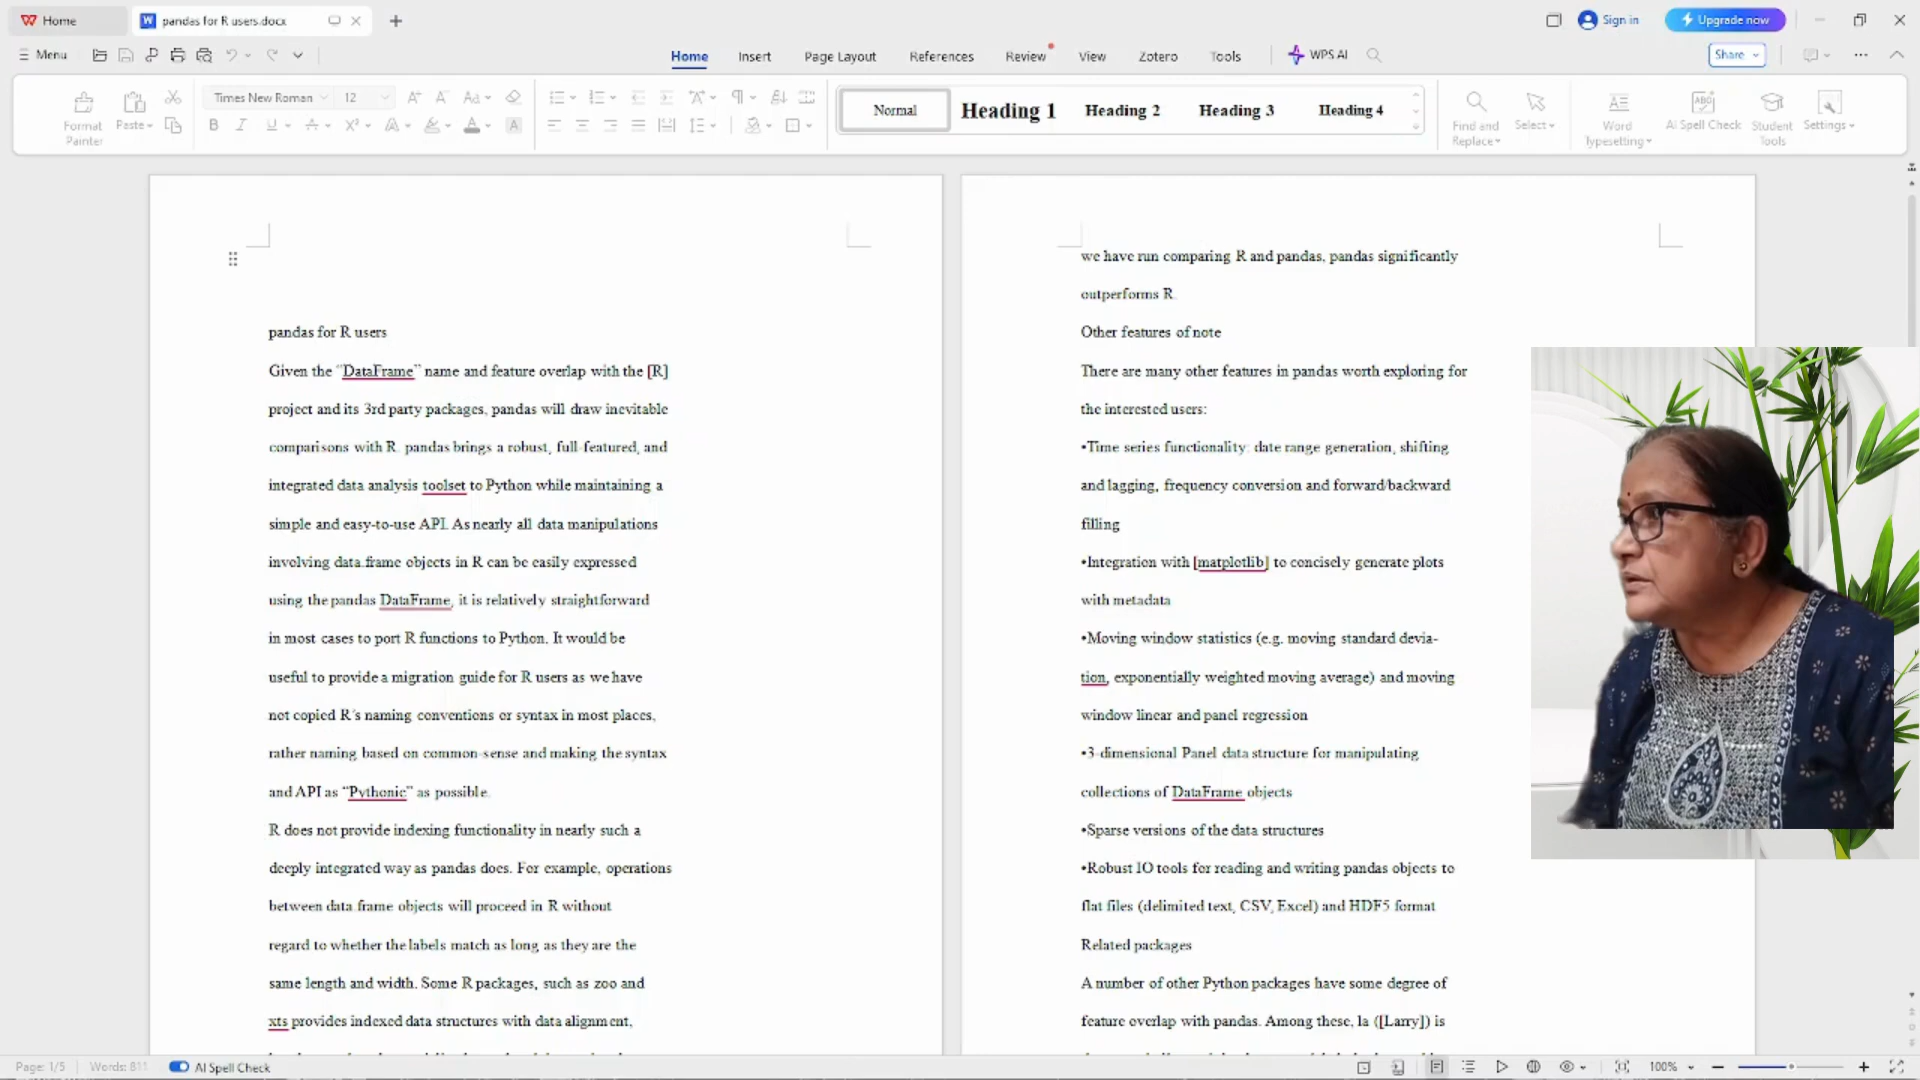 Home
pandas for R users.docx
Sign in
Upgrade now
Menu
Home
Insert
Page Layout
References
Review
View
Zotero
Tools
WPS AI
Share
Format
Painter
Paste
Times New Roman
12
Normal
Heading 1
Heading 2
Heading 3
Heading 4
Find and
Replace
Select
Word
Typesetting
AI Spell Check
Student
Tools
Settings
pandas for R users
Given the “DataFrame” name and feature overlap with the [R]
project and its 3rd party packages, pandas will draw inevitable
comparisons with R. pandas brings a robust, full-featured, and
integrated data analysis toolset to Python while maintaining a
simple and easy-to-use API. As nearly all data manipulations
involving data.frame objects in R can be easily expressed
using the pandas DataFrame, it is relatively straightforward
in most cases to port R functions to Python. It would be
useful to provide a migration guide for R users as we have
not copied R’s naming conventions or syntax in most places,
rather naming based on common-sense and making the syntax
and API as “Pythonic” as possible.
R does not provide indexing functionality in nearly such a
deeply integrated way as pandas does. For example, operations
between data.frame objects will proceed in R without
regard to whether the labels match as long as they are the
same length and width. Some R packages, such as zoo and
xts provides indexed data structures with data alignment,
we have run comparing R and pandas, pandas significantly
outperforms R.
Other features of note
There are many other features in pandas worth exploring for
the interested users:
•Time series functionality: date range generation, shifting
and lagging, frequency conversion and forward/backward
filling
•Integration with [matplotlib] to concisely generate plots
with metadata
•Moving window statistics (e.g. moving standard devia-
tion, exponentially weighted moving average) and moving
window linear and panel regression
•3-dimensional Panel data structure for manipulating
collections of DataFrame objects
•Sparse versions of the data structures
•Robust IO tools for reading and writing pandas objects to
flat files (delimited text, CSV, Excel) and HDF5 format
Related packages
A number of other Python packages have some degree of
feature overlap with pandas. Among these, la ([Larry]) is
Page: 1/5
Words: 811
AI Spell Check
100%